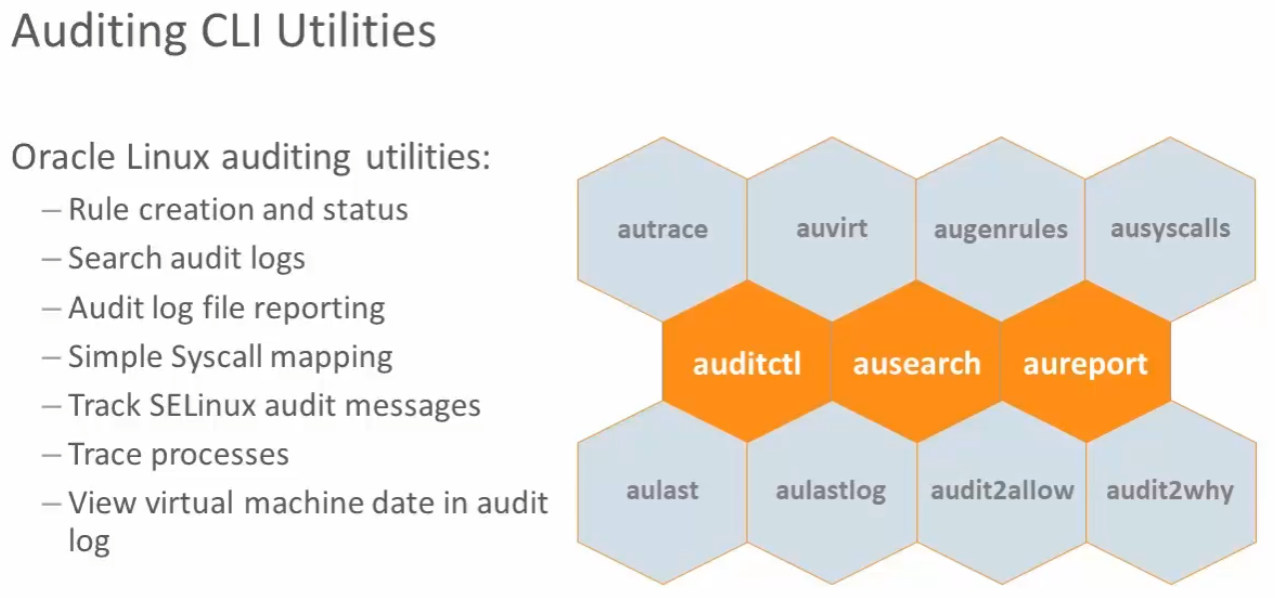 Auditing CLI Utilities
Oracle Linux auditing utilities:
– Rule creation and status
– Search audit logs
– Audit log file reporting
– Simple Syscall mapping
– Track SELinux audit messages
– Trace processes
– View virtual machine date in audit
log
autrace
auvirt
augenrules
ausyscalls
auditctl
ausearch
aureport
aulast
aulastlog
audit2allow
audit2why